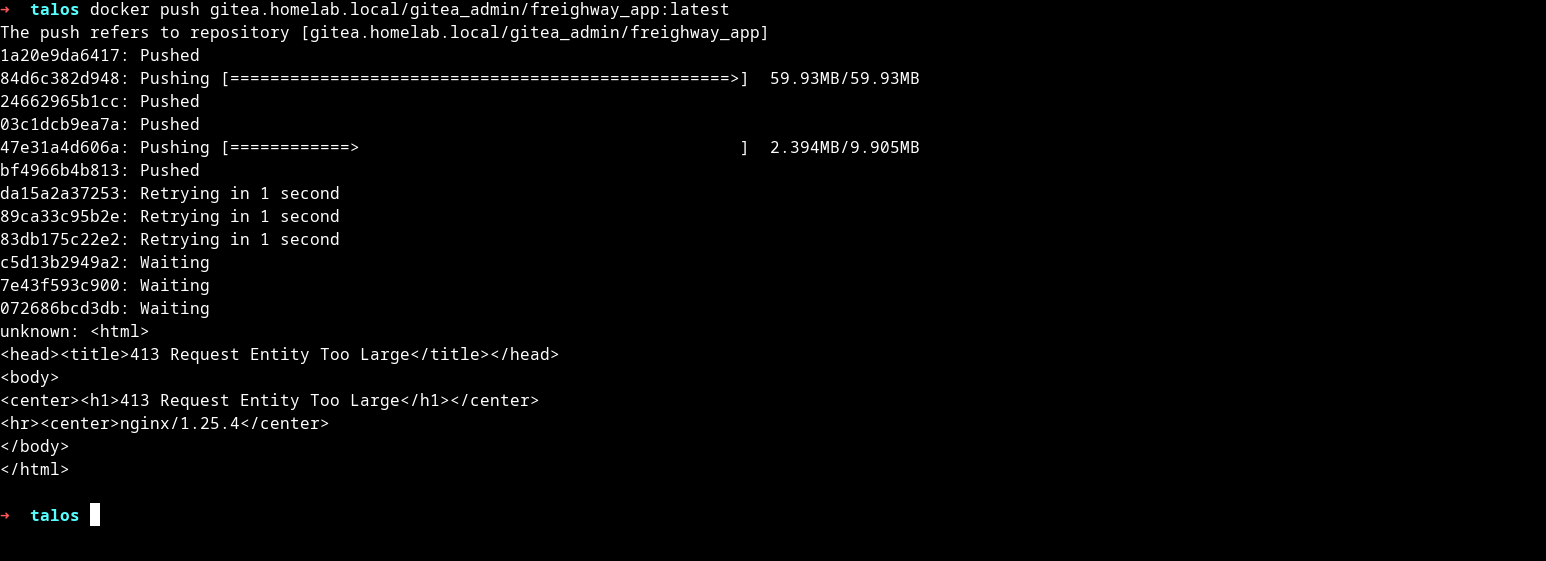 ➜  talos docker push gitea.homelab.local/gitea_admin/freighway_app:latest
The push refers to repository [gitea.homelab.local/gitea_admin/freighway_app]
1a20e9da6417: Pushed
84d6c382d948: Pushing [==================================================>]  59.93MB/59.93MB
24662965b1cc: Pushed
03c1dcb9ea7a: Pushed
47e31a4d606a: Pushing [============>                                      ]  2.394MB/9.905MB
bf4966b4b813: Pushed
da15a2a37253: Retrying in 1 second
89ca33c95b2e: Retrying in 1 second
83db175c22e2: Retrying in 1 second
c5d13b2949a2: Waiting
7e43f593c900: Waiting
072686bcd3db: Waiting
unknown: <html>
<head><title>413 Request Entity Too Large</title></head>
<body>
<center><h1>413 Request Entity Too Large</h1></center>
<hr><center>nginx/1.25.4</center>
</body>
</html>
➜  talos